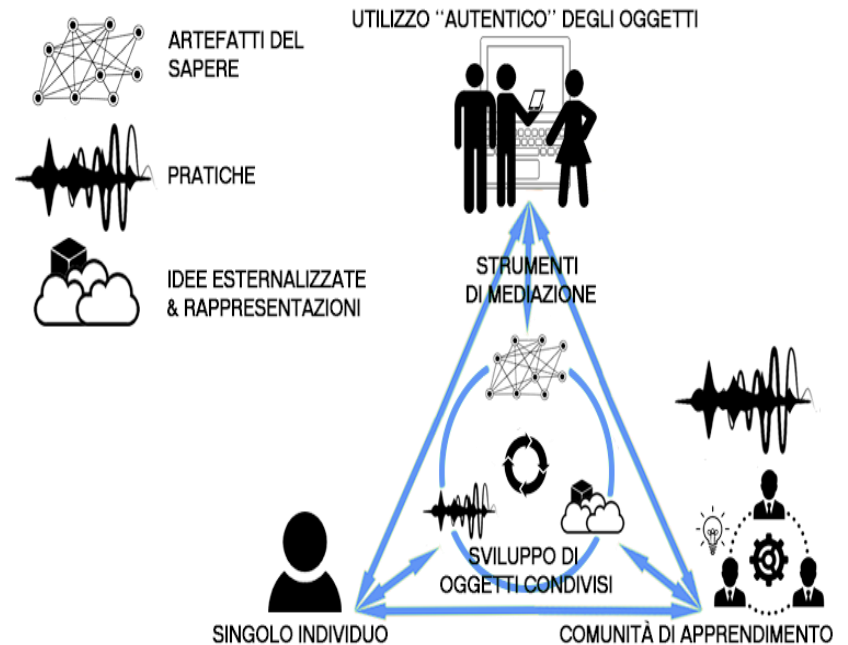 UTILIZZO “AUTENTICO” DEGLI OGGETTI
ARTEFATTI DEL
SAPERE
PRATICHE
IDEE ESTERNALIZZATE
& RAPPRESENTAZIONI
STRUMENTI
DI MEDIAZIONE
SVILUPPO DI
OGGETTI CONDIVISI
SINGOLO INDIVIDUO
COMUNITÀ DI APPRENDIMENTO